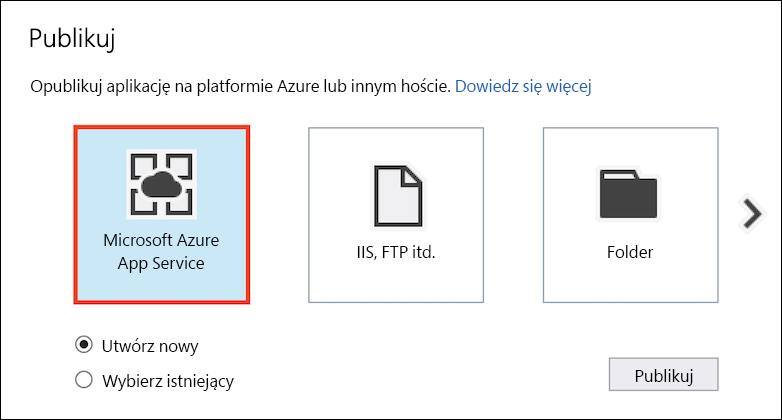 Publikuj
Opublikuj aplikację na platformie Azure lub innym hoście. Dowiedz się więcej
Microsoft Azure
App Service
IIS, FTP itd.
Folder
Utwórz nowy
Wybierz istniejący
Publikuj